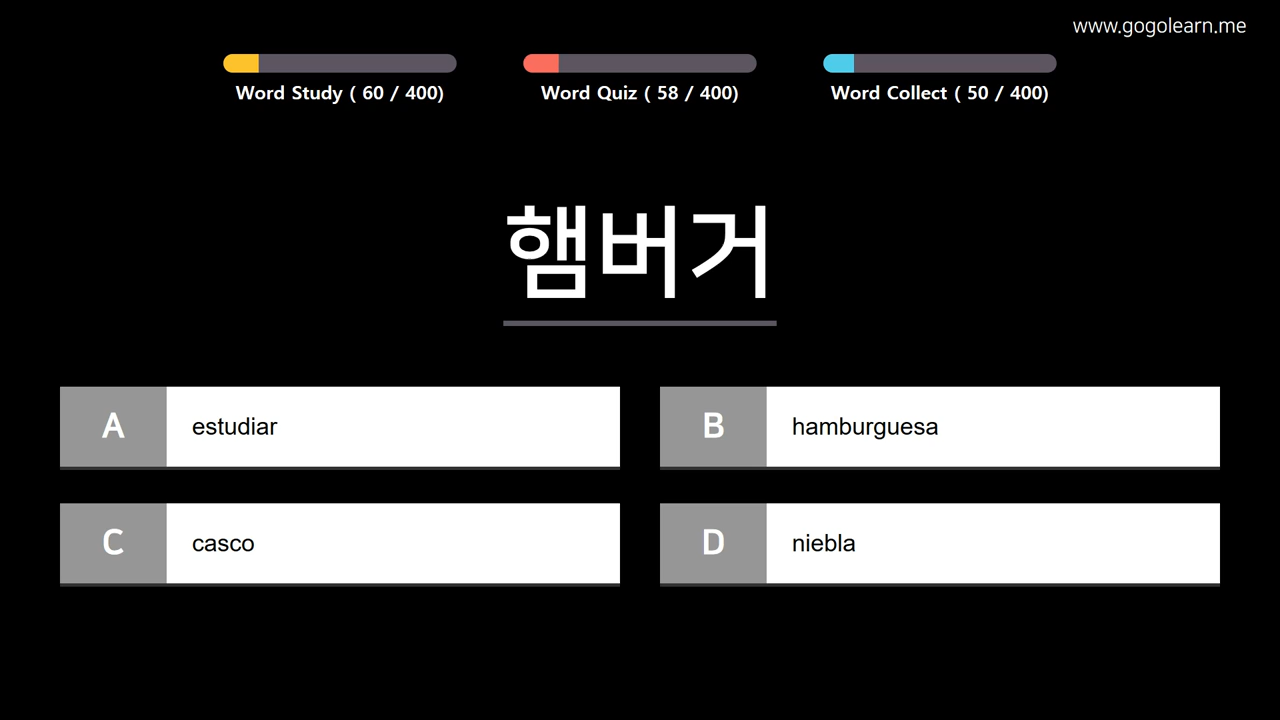 www.gogolearn.me
Word Study ( 60 / 400)
Word Quiz ( 58 / 400)
Word Collect ( 50 / 400)
햄버거
A estudiar
B hamburguesa
C casco
D niebla